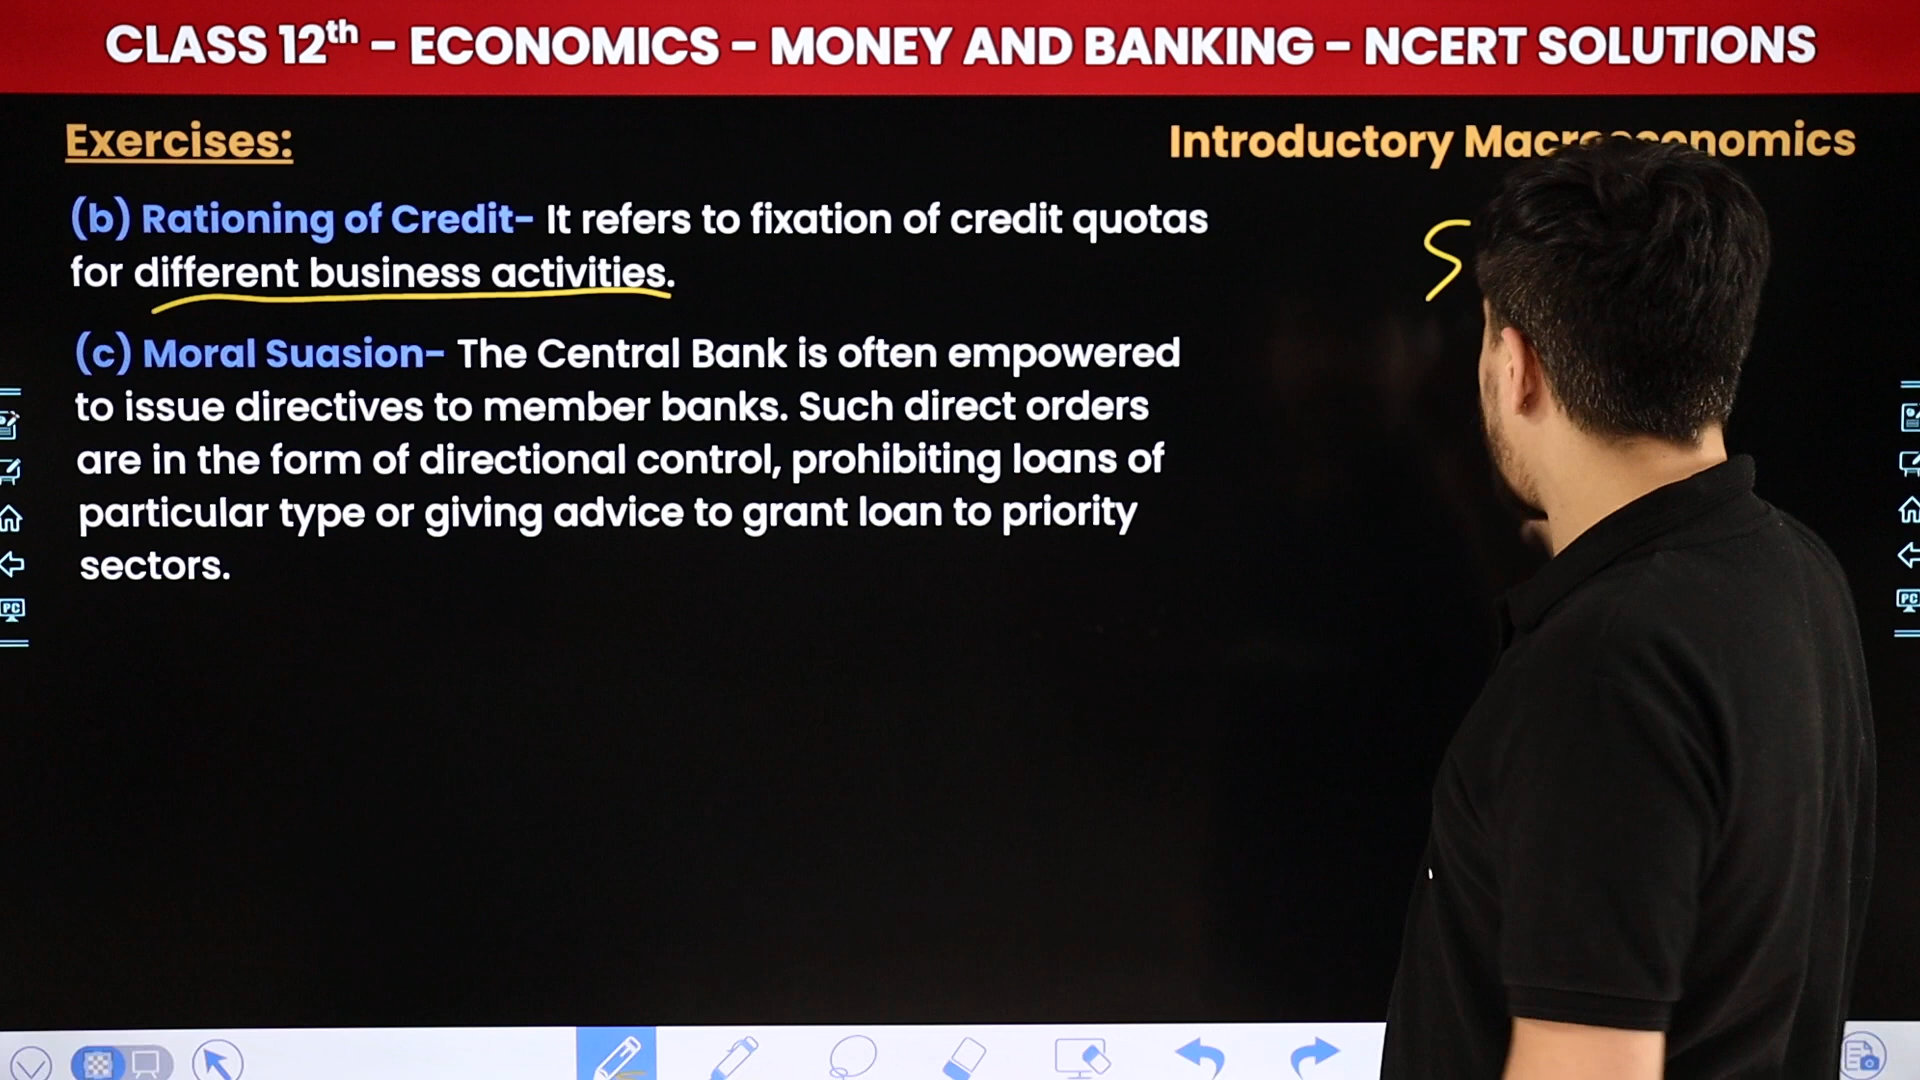 CLASS 12th - ECONOMICS - MONEY AND BANKING - NCERT SOLUTIONS
Exercises:
Introductory
(b) Rationing of Credit- It refers to fixation of credit quotas
for different business activities.
(c) Moral Suasion- The Central Bank is often empowered
to issue directives to member banks. Such direct orders
are in the form of directional control, prohibiting loans of
particular type or giving advice to grant loan to priority
sectors.
S
PC
PC